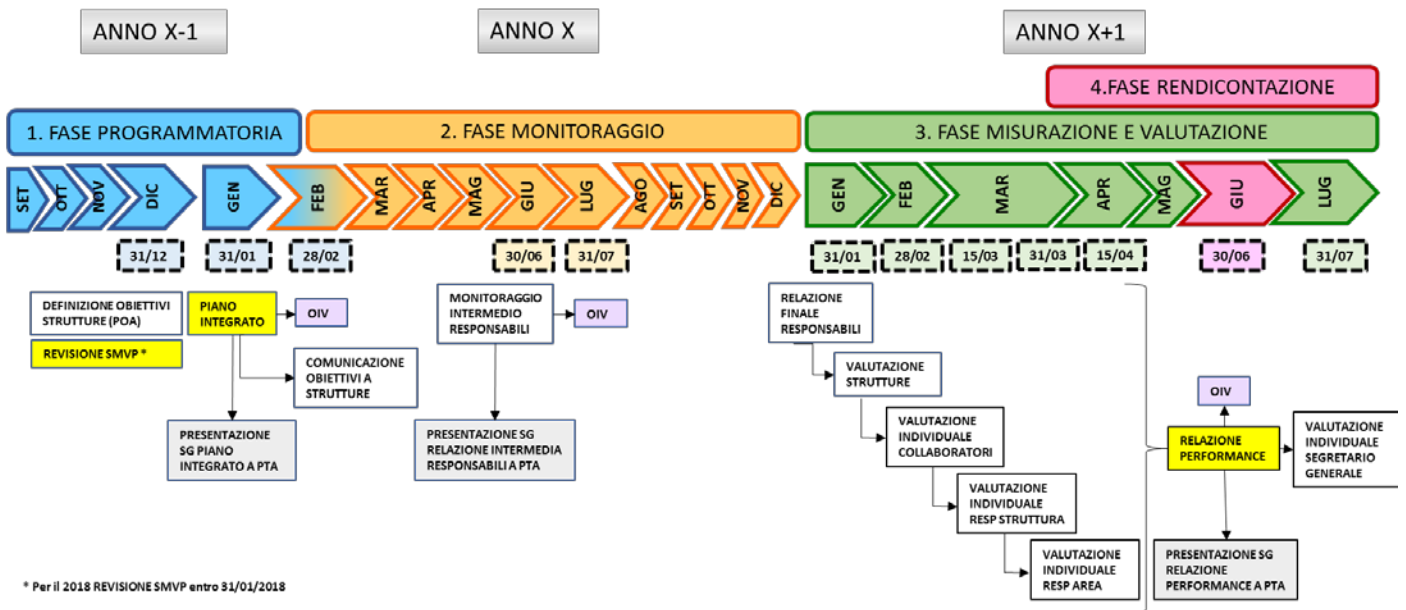 ANNO X-1
ANNO X
ANNO X+1
4.FASE RENDICONTAZIONE
1. FASE PROGRAMMATORIA
2. FASE MONITORAGGIO
3. FASE MISURAZIONE E VALUTAZIONE
SET
OTT
NOV
DIC
GEN
FEB
MAR
APR
MAG
GIU
LUG
AGO
SET
OTT
NOV
DIC
GEN
FEB
MAR
APR
MAG
GIU
LUG
31/12
31/01
28/02
30/06
31/07
31/01
28/02
15/03
31/03
15/04
30/06
31/07
DEFINIZIONE OBIETTIVI
STRUTTURE (POA)
REVISIONE SMVP *
PIANO
INTEGRATO
OIV
COMUNICAZIONE
OBIETTIVI A
STRUTTURE
PRESENTAZIONE
SG PIANO
INTEGRATO A PTA
MONITORAGGIO
INTERMEDIO
RESPONSABILI
OIV
PRESENTAZIONE SG
RELAZIONE INTERMEDIA
RESPONSABILI A PTA
RELAZIONE
FINALE
RESPONSABILI
VALUTAZIONE
STRUTTURE
VALUTAZIONE
INDIVIDUALE
COLLABORATORI
VALUTAZIONE
INDIVIDUALE
RESP STRUTTURA
VALUTAZIONE
INDIVIDUALE
RESP AREA
OIV
RELAZIONE
PERFORMANCE
VALUTAZIONE
INDIVIDUALE
SEGRETARIO
GENERALE
PRESENTAZIONE SG
RELAZIONE
PERFORMANCE A PTA
* Per il 2018 REVISIONE SMVP entro 31/01/2018